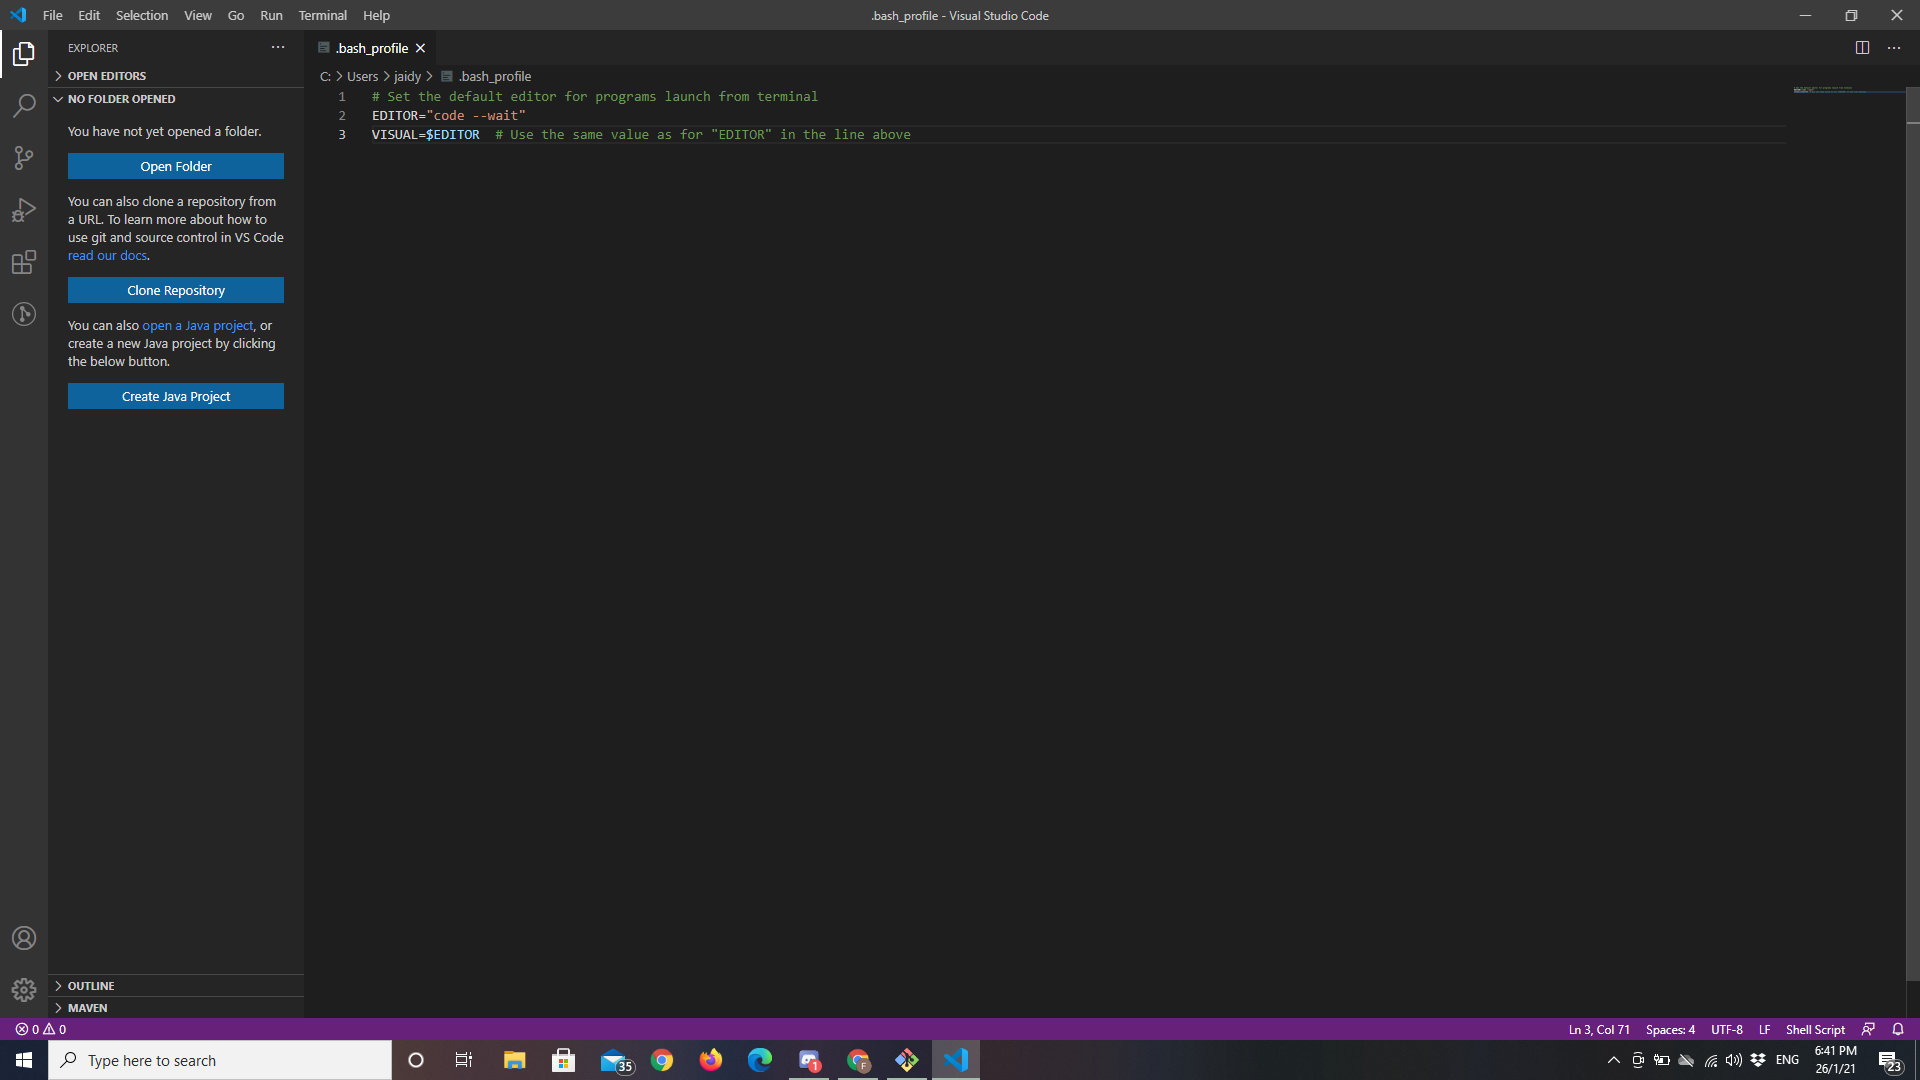 File Edit Selection View Go Run Terminal Help
.bash_profile - Visual Studio Code
EXPLORER
OPEN EDITORS
NO FOLDER OPENED
You have not yet opened a folder.
Open Folder
You can also clone a repository from
a URL. To learn more about how to
use git and source control in VS Code
read our docs.
Clone Repository
You can also open a Java project, or
create a new Java project by clicking
the below button.
Create Java Project
OUTLINE
MAVEN
.bash_profile
C: > Users > jaidy > .bash_profile
1 # Set the default editor for programs launch from terminal
2 EDITOR="code --wait"
3 VISUAL=$EDITOR  # Use the same value as for "EDITOR" in the line above
0 0
Ln 3, Col 71 Spaces: 4 UTF-8 LF Shell Script
Type here to search
35
1
F
ENG
6:41 PM
26/1/21
23